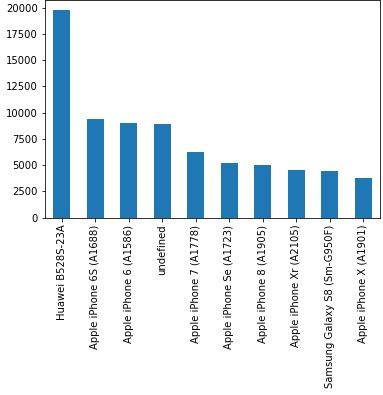 20000
17500
15000
12500
10000
7500
5000
2500
0
Huawei B528S-23A
Apple iPhone 6S (A1688)
Apple iPhone 6 (A1586)
undefined
Apple iPhone 7 (A1778)
Apple iPhone Se (A1723)
Apple iPhone 8 (A1905)
Apple iPhone Xr (A2105)
Samsung Galaxy S8 (Sm-G950F)
Apple iPhone X (A1901)